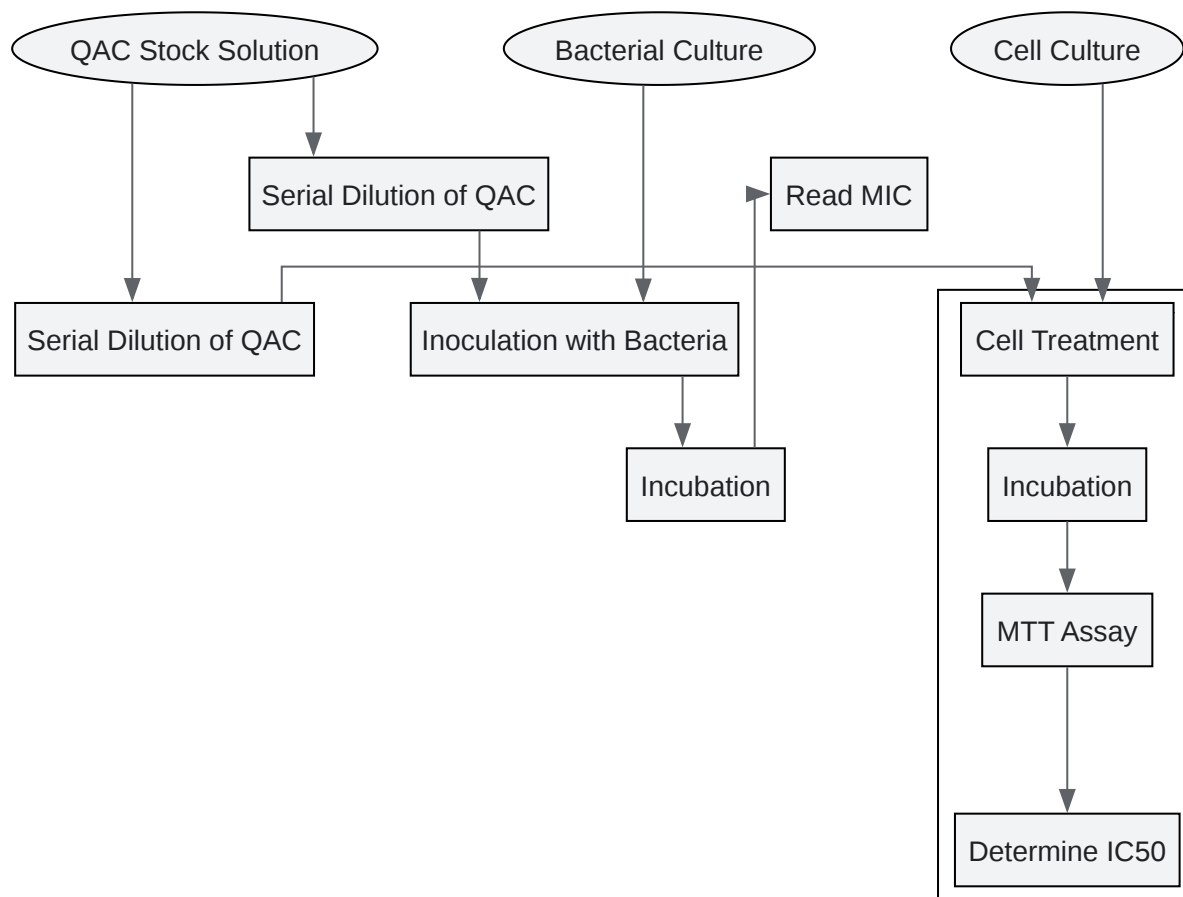 QAC Stock Solution
Bacterial Culture
Cell Culture
Serial Dilution of QAC
Read MIC
Serial Dilution of QAC
Inoculation with Bacteria
Cell Treatment
Incubation
Incubation
MTT Assay
Determine IC50